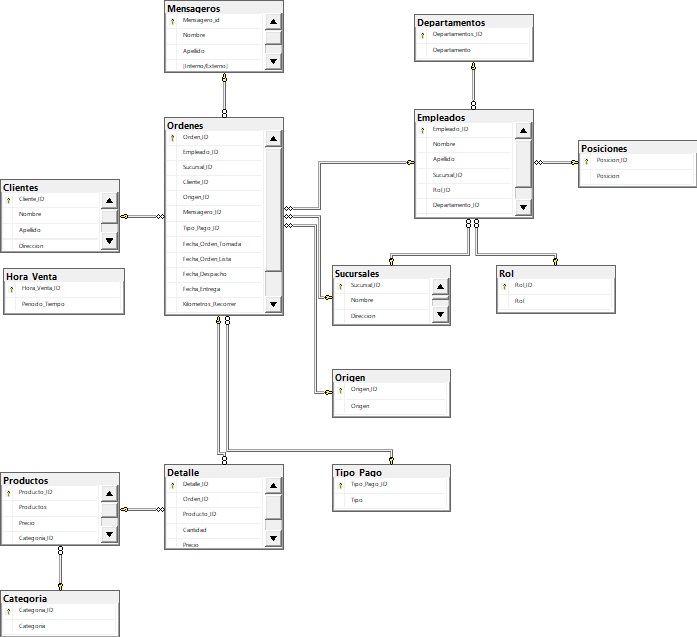 Mensageros
Mensagero_id
Nombre
Apellido
[Interno/Externo]
Departamentos
Departamentos_ID
Departamento
Ordenes
Orden_ID
Empleado_ID
Sucursal_ID
Cliente_ID
Origen_ID
Mensagero_ID
Tipo_Pago_ID
Fecha_Orden_Tomada
Fecha_Orden_Lista
Fecha_Despacho
Fecha_Entrega
Kilometros_Recorrer
Empleados
Empleado_ID
Nombre
Apellido
Sucursal_ID
Rol_ID
Departamento_ID
Posiciones
Posicion_ID
Posicion
Clientes
Cliente_ID
Nombre
Apellido
Direccion
Hora_Venta
Hora_Venta_ID
Periodo_Tiempo
Sucursales
Sucursal_ID
Nombre
Direccion
Rol
Rol_ID
Rol
Origen
Origen_ID
Origen
Productos
Producto_ID
Productos
Precio
Categoria_ID
Detalle
Detalle_ID
Orden_ID
Producto_ID
Cantidad
Precio
Tipo_Pago
Tipo_Pago_ID
Tipo
Categoria
Categoria_ID
Categoria